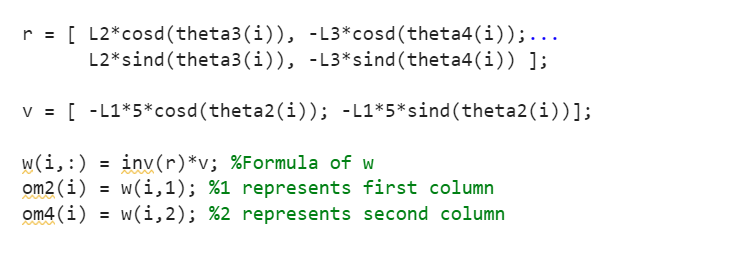 r = [ L2*cosd(theta3(i)), -L3*cosd(theta4(i));...
L2*sind(theta3(i)), -L3*sind(theta4(i)) ];
v = [ -L1*5*cosd(theta2(i)); -L1*5*sind(theta2(i))];
w(i,:) = inv(r)*v; %Formula of w
om2(i) = w(i,1); %1 represents first column
om4(i) = w(i,2); %2 represents second column